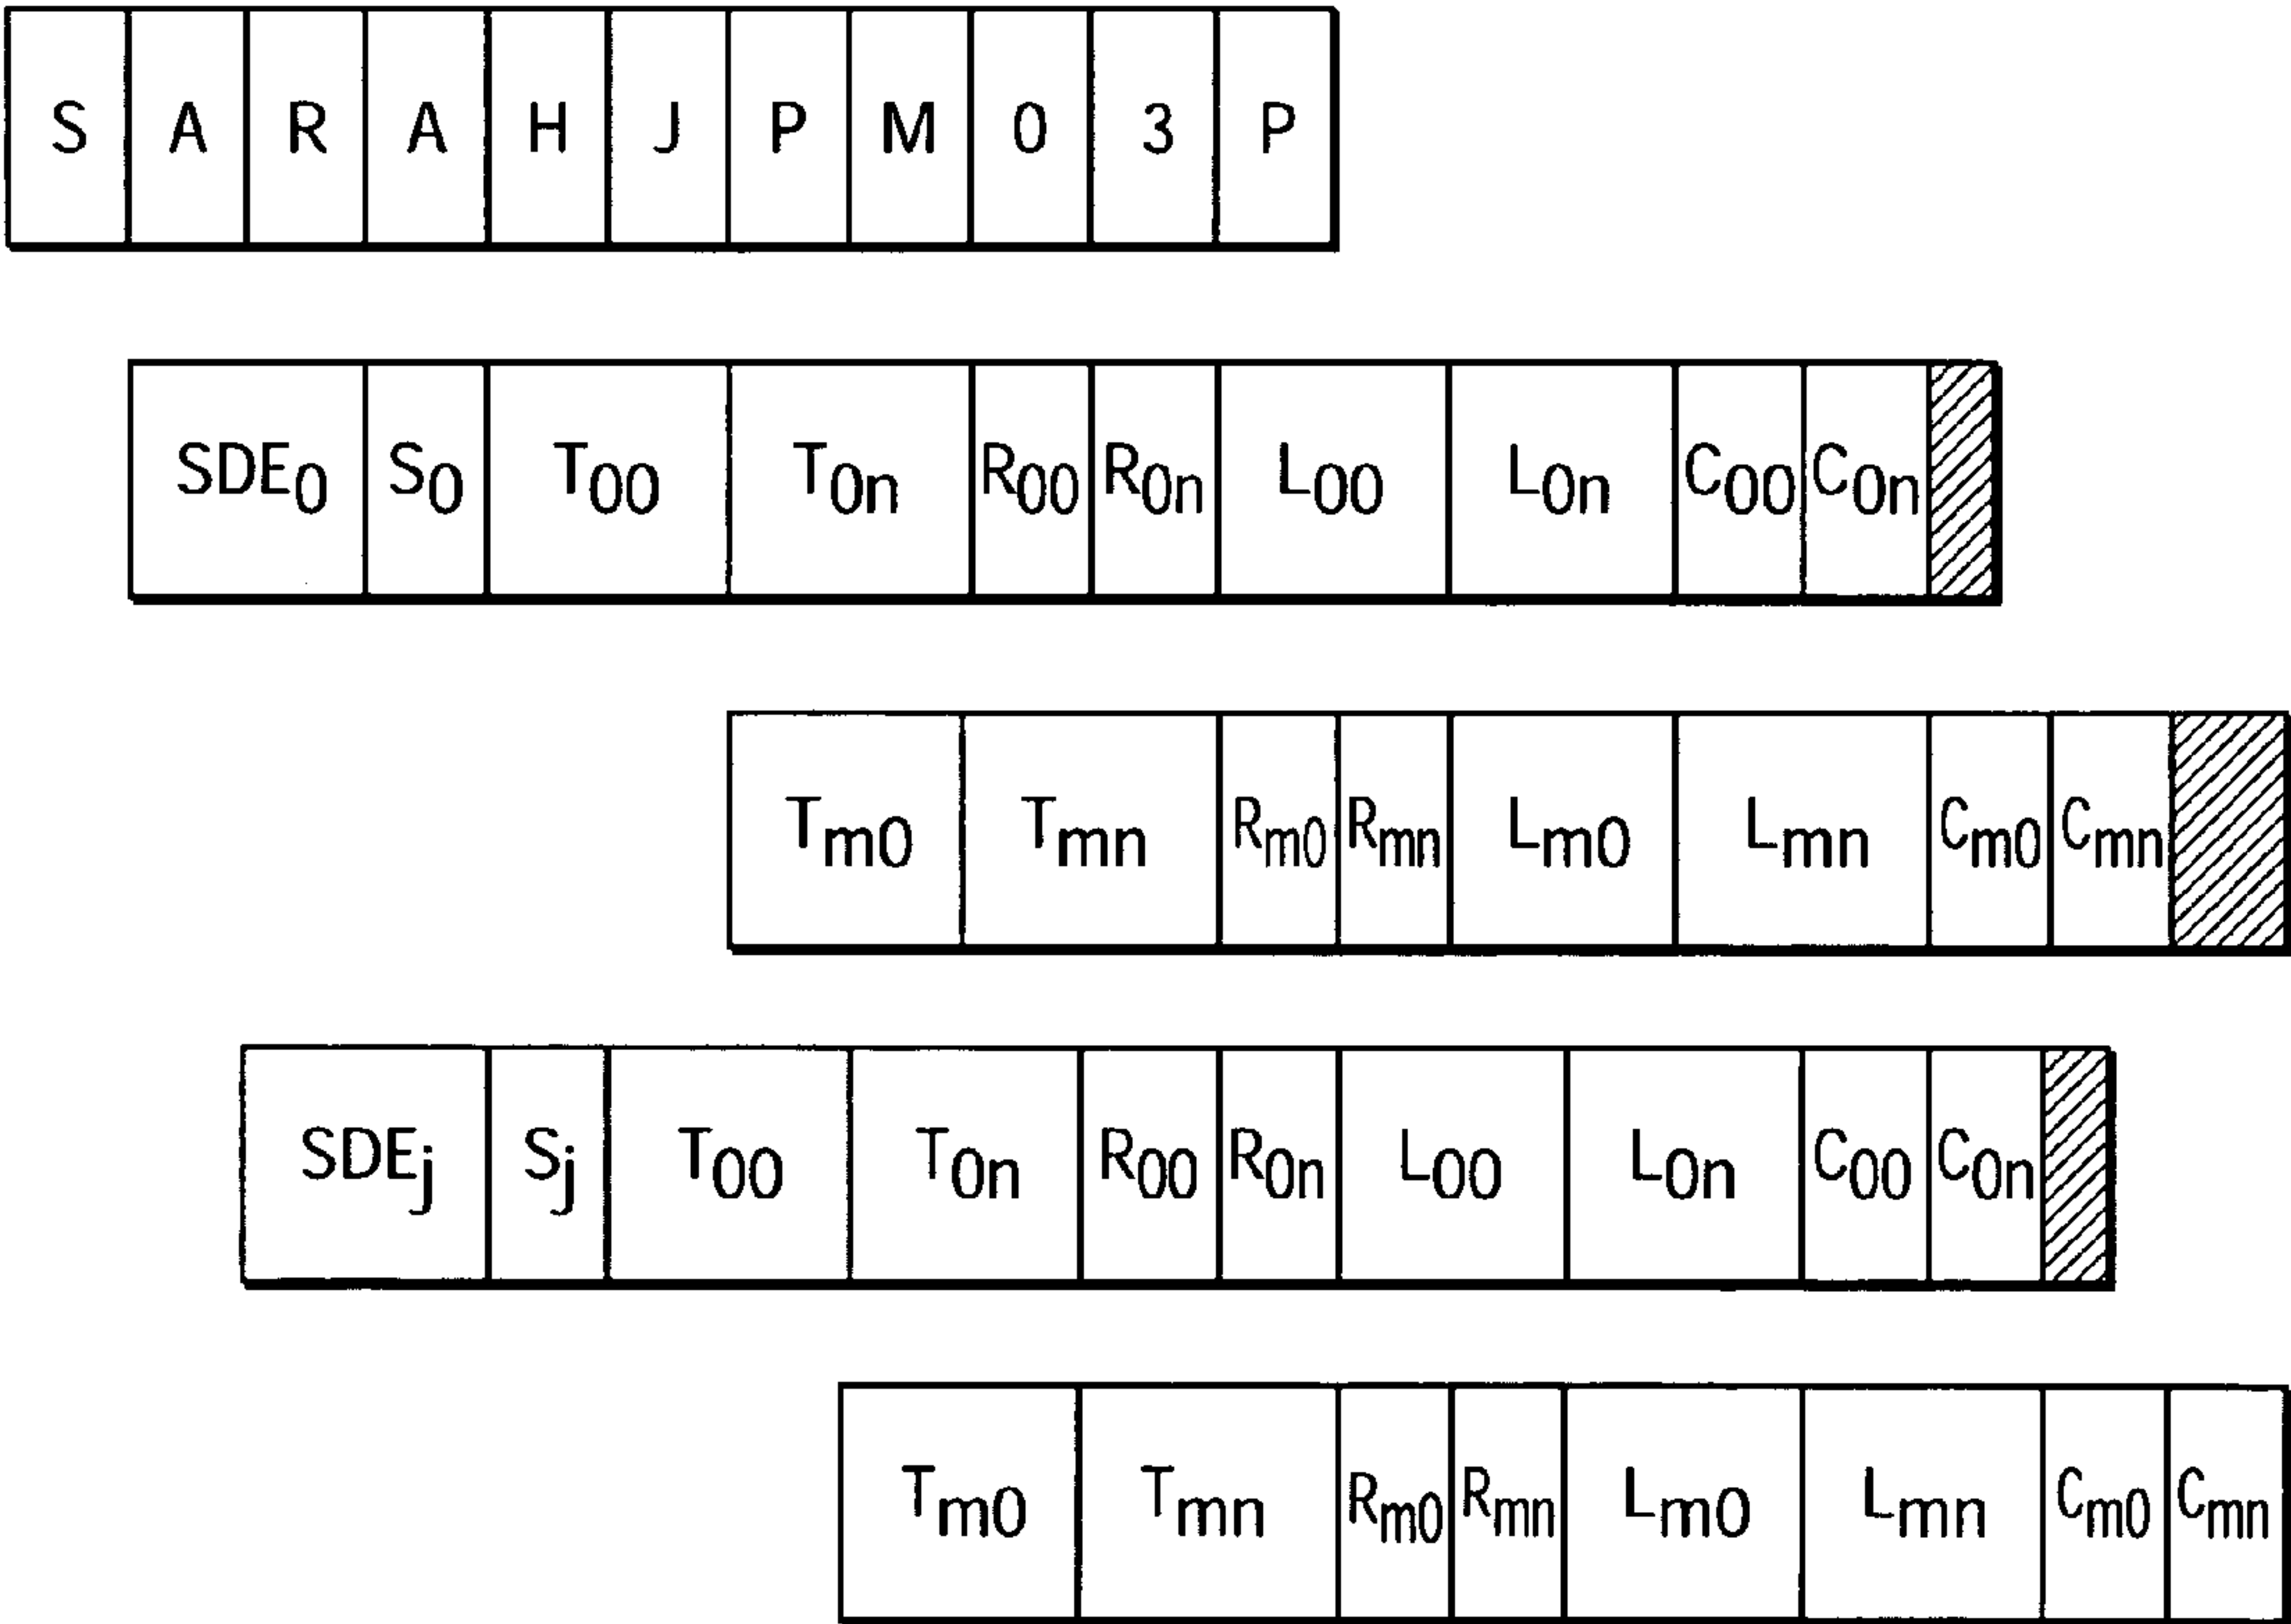 S A R A H J P M 0 3 P
SDE₀ S₀ T₀₀ T₀ₙ R₀₀ R₀ₙ L₀₀ L₀ₙ C₀₀ C₀ₙ
Tₘ₀ Tₘₙ Rₘ₀ Rₘₙ Lₘ₀ Lₘₙ Cₘ₀ Cₘₙ
SDEⱼ Sⱼ T₀₀ T₀ₙ R₀₀ R₀ₙ L₀₀ L₀ₙ C₀₀ C₀ₙ
Tₘ₀ Tₘₙ Rₘ₀ Rₘₙ Lₘ₀ Lₘₙ Cₘ₀ Cₘₙ